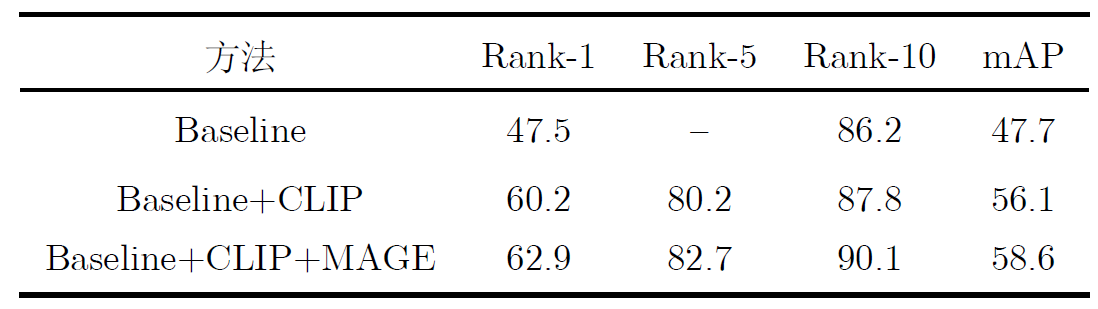 方法 Rank-1 Rank-5 Rank-10 mAP
Baseline 47.5 – 86.2 47.7
Baseline+CLIP 60.2 80.2 87.8 56.1
Baseline+CLIP+MAGE 62.9 82.7 90.1 58.6